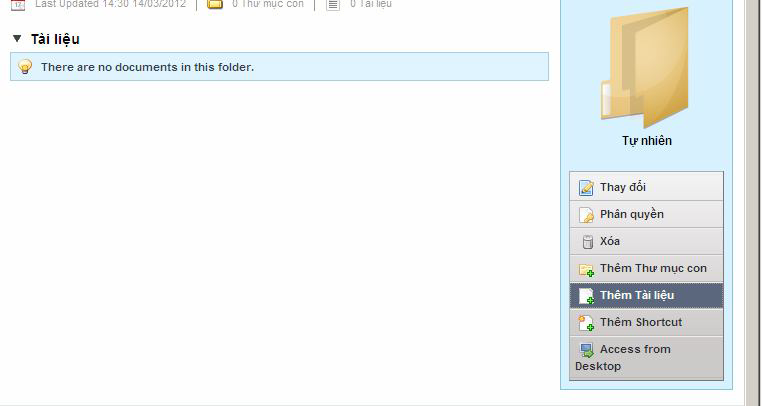 Last Updated 14:30 14/03/2012 | 0 Thư mục con | 0 Tài liệu
Tài liệu
There are no documents in this folder.
Tự nhiên
Thay đổi
Phân quyền
Xóa
Thêm Thư mục con
Thêm Tài liệu
Thêm Shortcut
Access from
Desktop